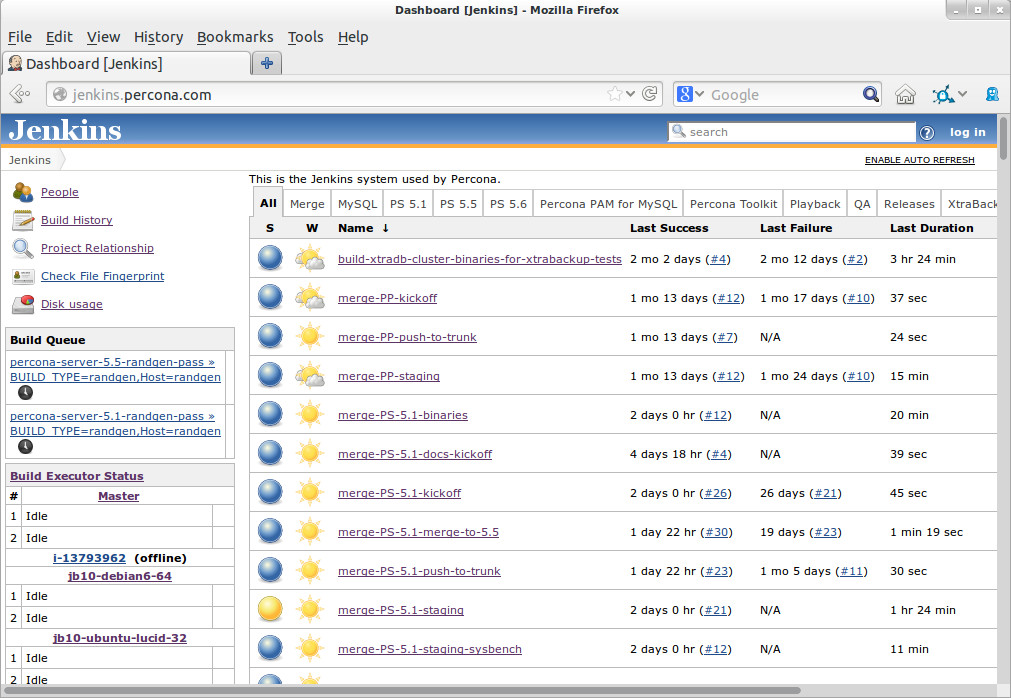 Dashboard [Jenkins] - Mozilla Firefox
File Edit View History Bookmarks Tools Help
Dashboard [Jenkins]
jenkins.percona.com
Google
Jenkins
search
log in
Jenkins
ENABLE AUTO REFRESH
People
Build History
Project Relationship
Check File Fingerprint
Disk usage
Build Queue
percona-server-5.5-randgen-pass »
BUILD_TYPE=randgen,Host=randgen
percona-server-5.1-randgen-pass »
BUILD_TYPE=randgen,Host=randgen
Build Executor Status
# Master
1 Idle
2 Idle
i-13793962 (offline)
jb10-debian6-64
1 Idle
2 Idle
jb10-ubuntu-lucid-32
1 Idle
2 Idle
This is the Jenkins system used by Percona.
All Merge MySQL PS 5.1 PS 5.5 PS 5.6 Percona PAM for MySQL Percona Toolkit Playback QA Releases XtraBack
S W Name ↓ Last Success Last Failure Last Duration
build-xtradb-cluster-binaries-for-xtrabackup-tests 2 mo 2 days (#4) 2 mo 12 days (#2) 3 hr 24 min
merge-PP-kickoff 1 mo 13 days (#12) 1 mo 17 days (#10) 37 sec
merge-PP-push-to-trunk 1 mo 13 days (#7) N/A 24 sec
merge-PP-staging 1 mo 13 days (#12) 1 mo 24 days (#10) 15 min
merge-PS-5.1-binaries 2 days 0 hr (#12) N/A 20 min
merge-PS-5.1-docs-kickoff 4 days 18 hr (#4) N/A 39 sec
merge-PS-5.1-kickoff 2 days 0 hr (#26) 26 days (#21) 45 sec
merge-PS-5.1-merge-to-5.5 1 day 22 hr (#30) 19 days (#23) 1 min 19 sec
merge-PS-5.1-push-to-trunk 1 day 22 hr (#23) 1 mo 5 days (#11) 30 sec
merge-PS-5.1-staging 2 days 0 hr (#21) N/A 1 hr 24 min
merge-PS-5.1-staging-sysbench 2 days 0 hr (#12) N/A 11 min